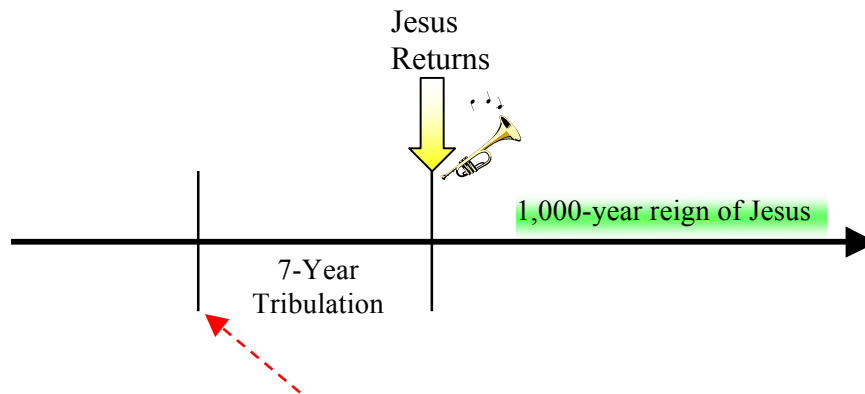 Jesus
Returns
1,000-year reign of Jesus
7-Year
Tribulation